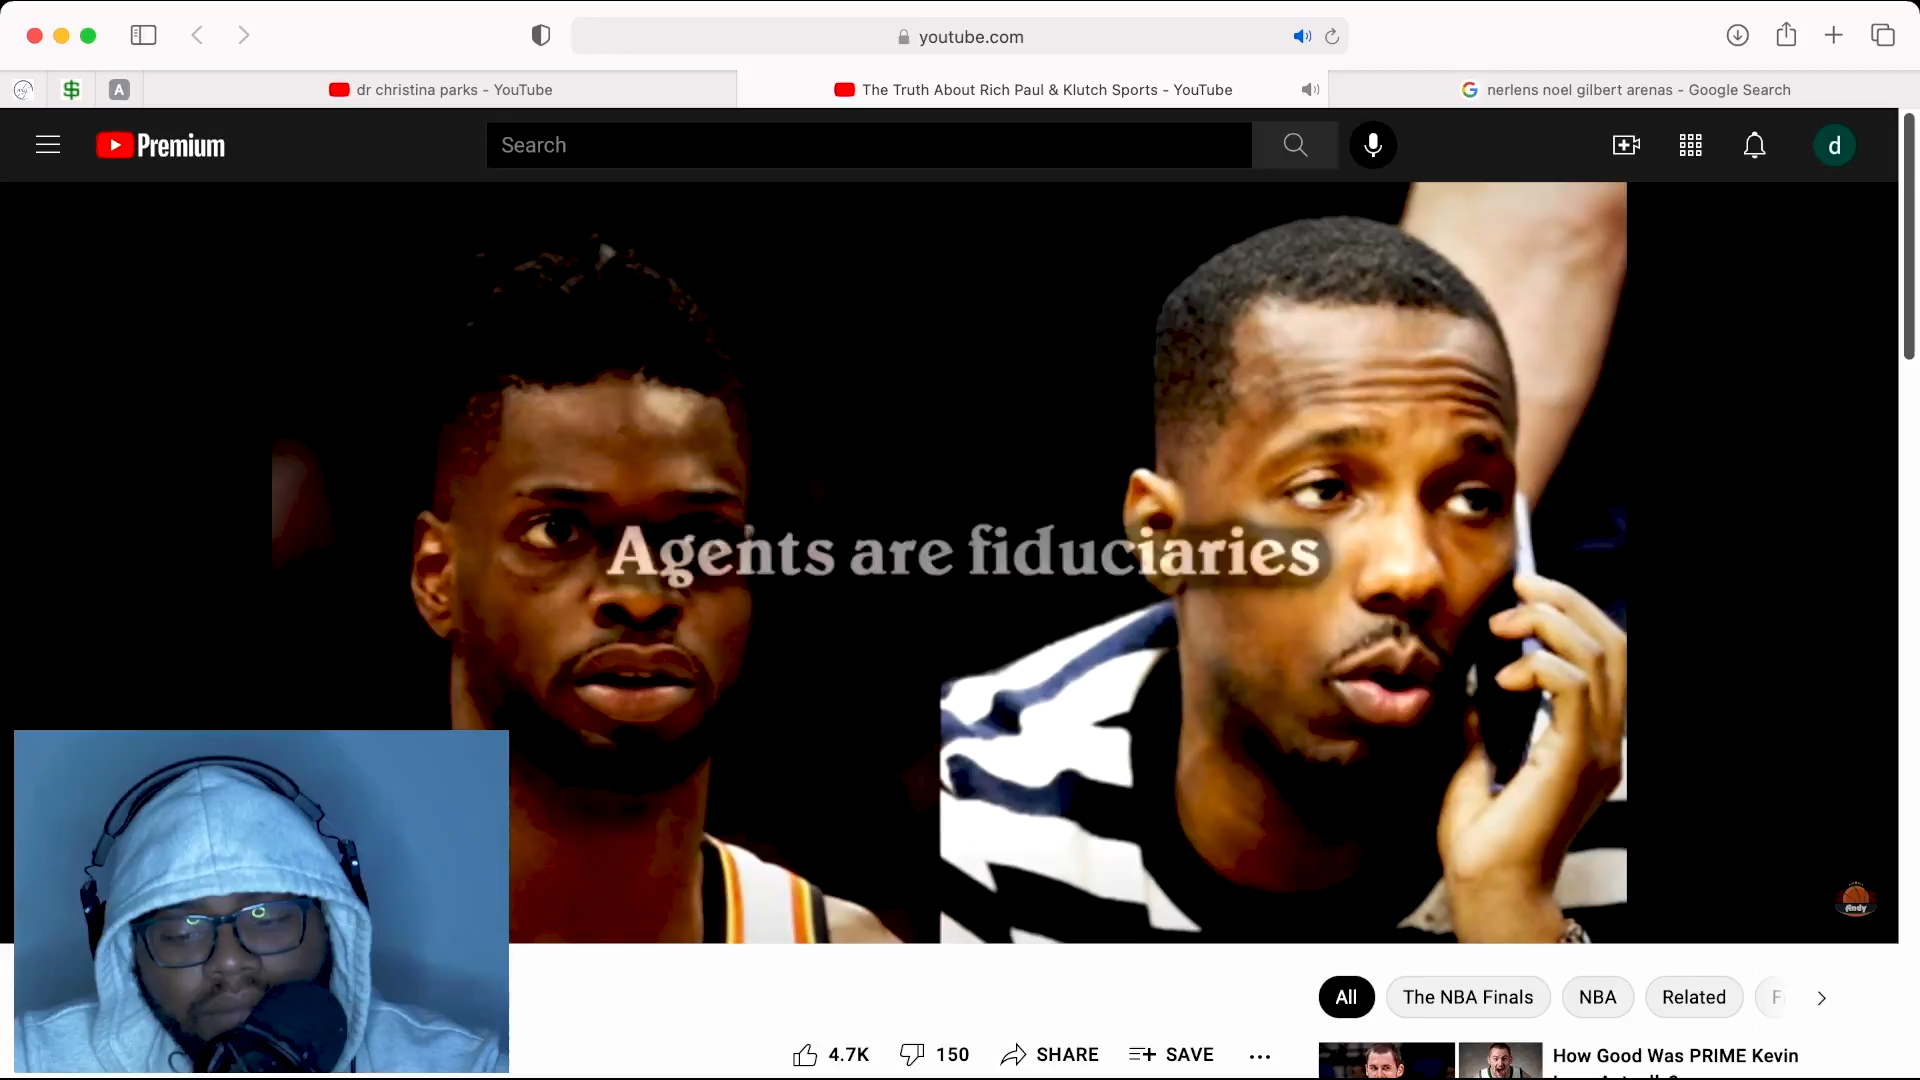 youtube.com
A
dr christina parks - YouTube
The Truth About Rich Paul & Klutch Sports - YouTube
nerlens noel gilbert arenas - Google Search
Premium
Search
d
Agents are fiduciaries
Andy
All
The NBA Finals
NBA
Related
4.7K
150
SHARE
SAVE
How Good Was PRIME Kevin